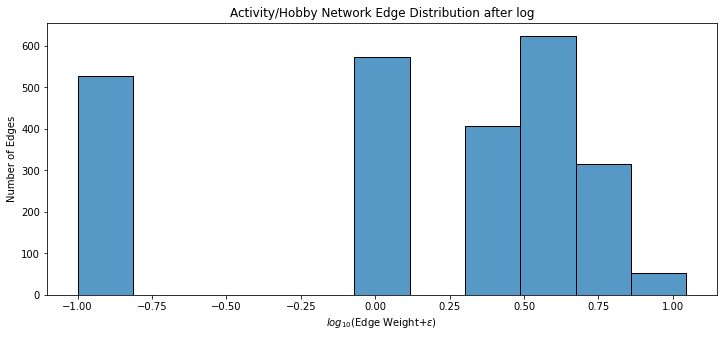 Activity/Hobby Network Edge Distribution after log
Number of Edges
600
500
400
300
200
100
0
−1.00 −0.75 −0.50 −0.25 0.00 0.25 0.50 0.75 1.00
log₁₀(Edge Weight+ε)